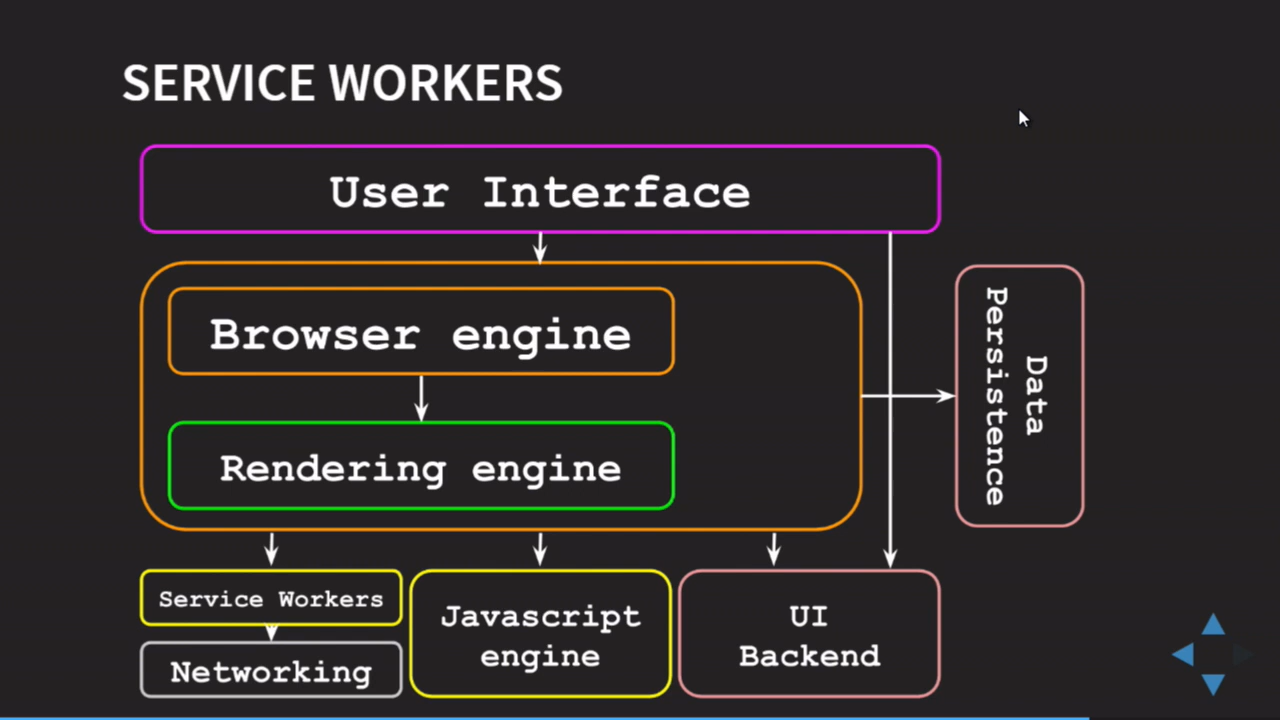 SERVICE WORKERS
User Interface
Browser engine
Rendering engine
Data
Persistence
Service Workers
Networking
Javascript
engine
UI
Backend